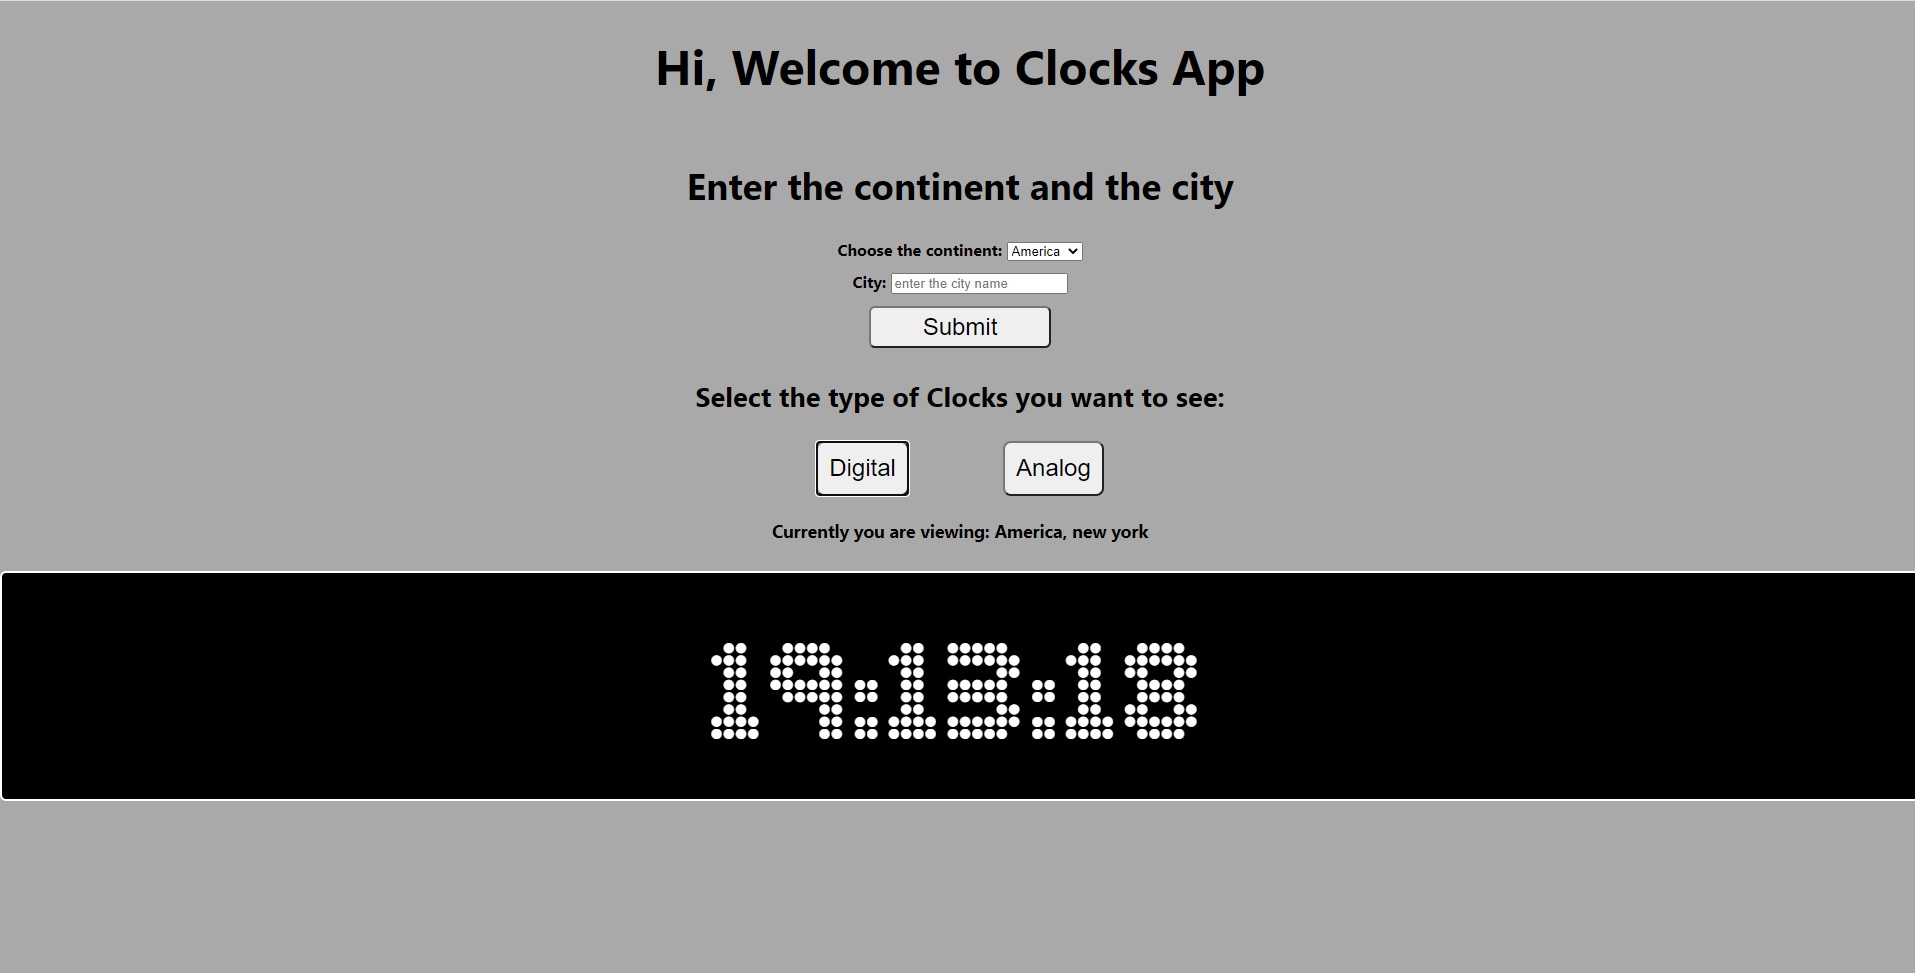 Hi, Welcome to Clocks App
Enter the continent and the city
Choose the continent: America
City: enter the city name
Submit
Select the type of Clocks you want to see:
Digital Analog
Currently you are viewing: America, new york
19:13:18